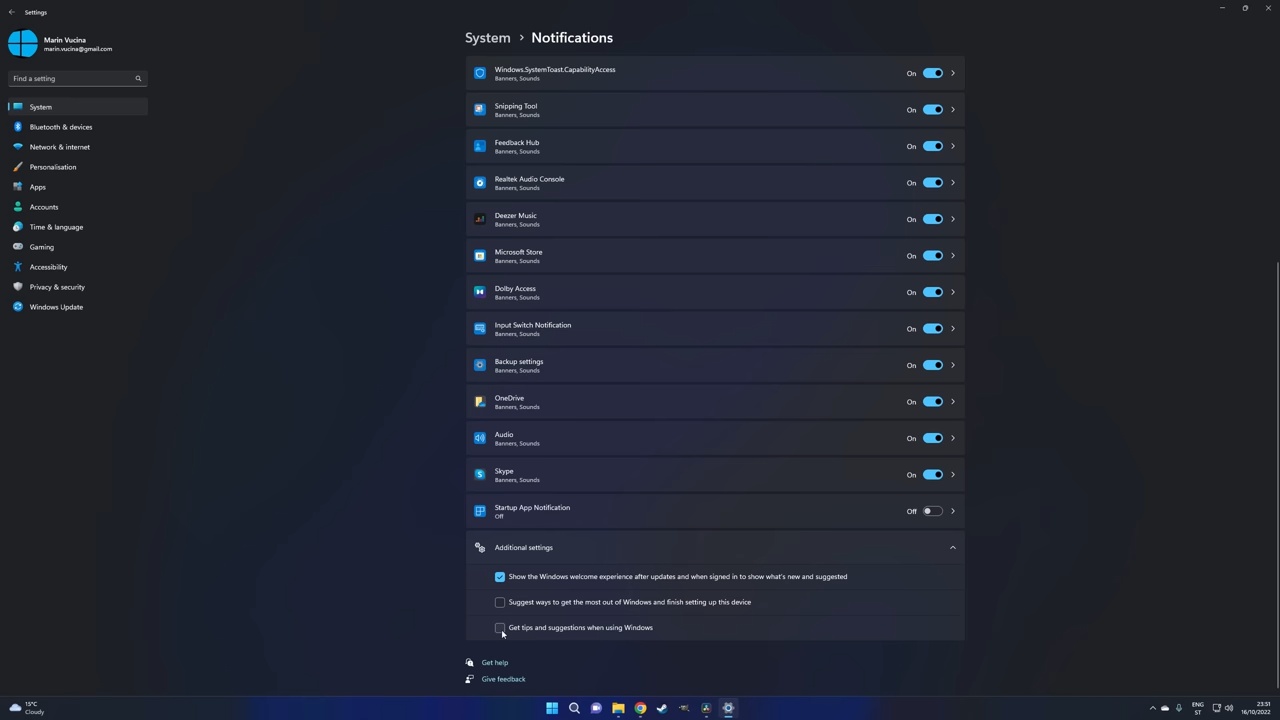 Settings
Marin Vucina
marin.vucina@gmail.com
Find a setting
System
Bluetooth & devices
Network & internet
Personalisation
Apps
Accounts
Time & language
Gaming
Accessibility
Privacy & security
Windows Update
System > Notifications
Windows.SystemToast.CapabilityAccess
Banners, Sounds
On
Snipping Tool
Banners, Sounds
On
Feedback Hub
Banners, Sounds
On
Realtek Audio Console
Banners, Sounds
On
Deezer Music
Banners, Sounds
On
Microsoft Store
Banners, Sounds
On
Dolby Access
Banners, Sounds
On
Input Switch Notification
Banners, Sounds
On
Backup settings
Banners, Sounds
On
OneDrive
Banners, Sounds
On
Audio
Banners, Sounds
On
Skype
Banners, Sounds
On
Startup App Notification
Off
Off
Additional settings
Show the Windows welcome experience after updates and when signed in to show what's new and suggested
Suggest ways to get the most out of Windows and finish setting up this device
Get tips and suggestions when using Windows
Get help
Give feedback
15°C
Cloudy
ENG
ST
23:51
16/10/2022